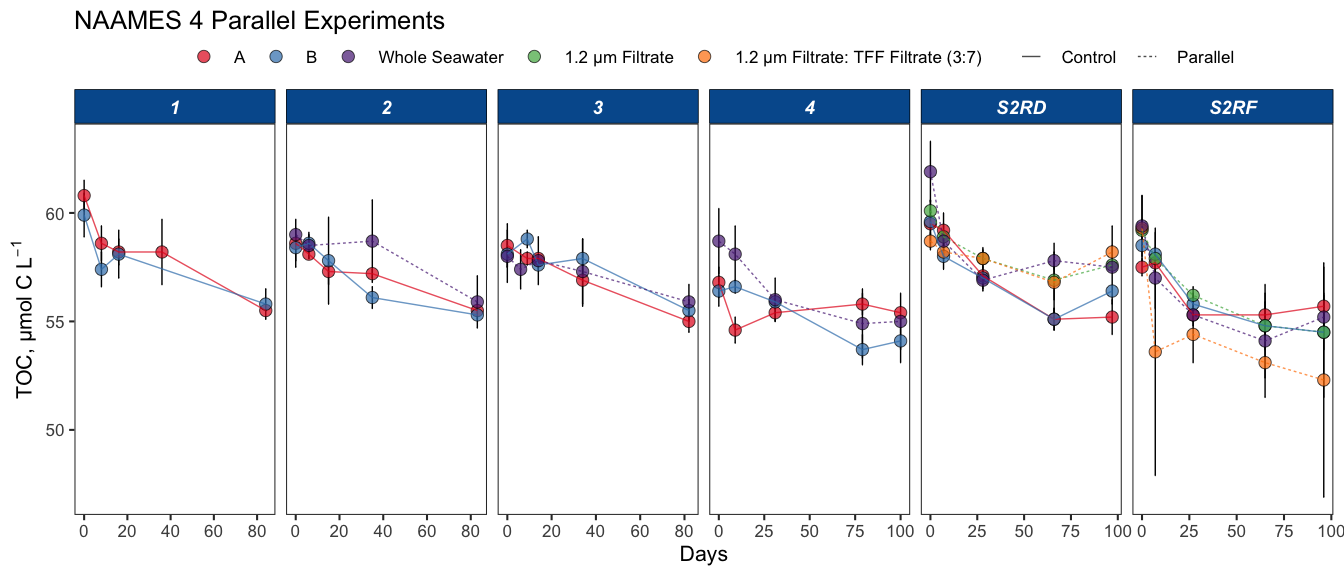 NAAMES 4 Parallel Experiments
A B Whole Seawater 1.2 μm Filtrate 1.2 μm Filtrate: TFF Filtrate (3:7) Control Parallel
1 2 3 4 S2RD S2RF
TOC, μmol C L⁻¹
60
55
50
0 20 40 60 80 0 20 40 60 80 0 20 40 60 80 0 25 50 75 100 0 25 50 75 100 0 25 50 75 100
Days